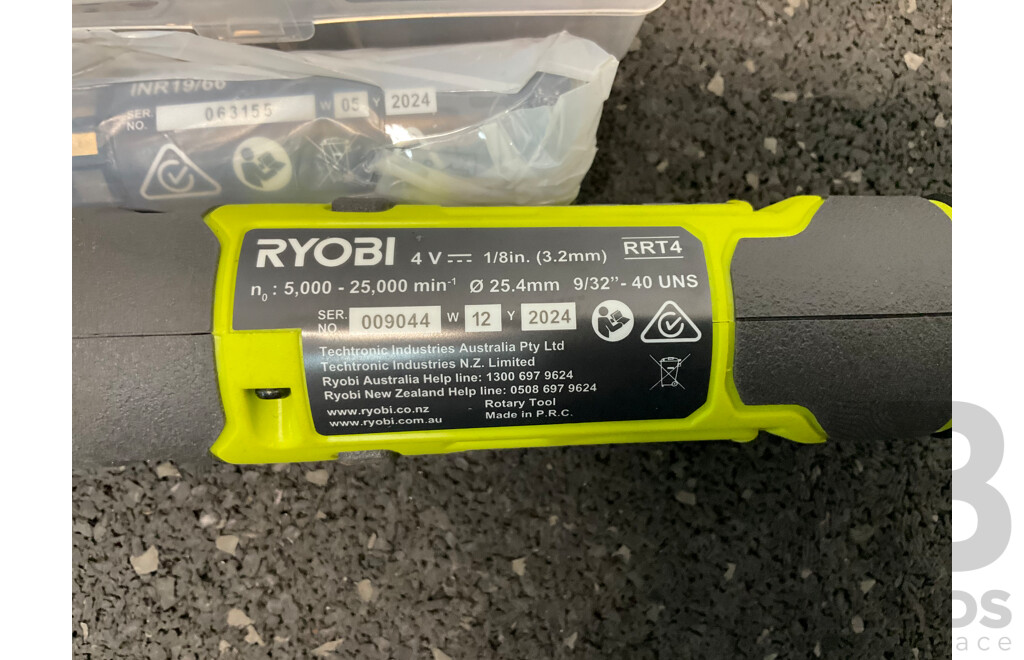 INR19/66
SER. NO. 063155 W 05 Y 2024
RYOBI 4 V 1/8in. (3.2mm) RRT4
n0 : 5,000 - 25,000 min-1 Ø 25.4mm 9/32”- 40 UNS
SER. NO. 009044 W 12 Y 2024
Techtronic Industries Australia Pty Ltd
Techtronic Industries N.Z. Limited
Ryobi Australia Help line: 1300 697 9624
Ryobi New Zealand Help line: 0508 697 9624
www.ryobi.co.nz Rotary Tool
www.ryobi.com.au Made in P.R.C.